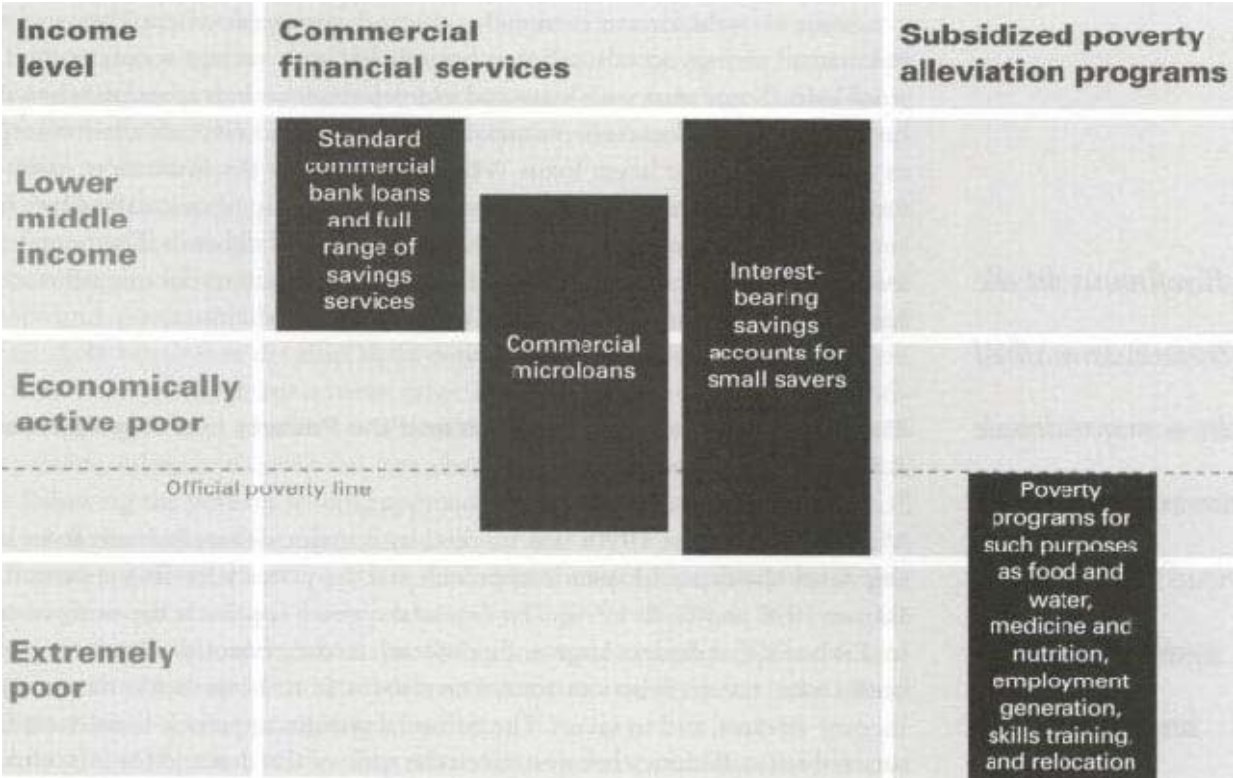 Income
level
Commercial
financial services
Subsidized poverty
alleviation programs
Lower
middle
income
Economically
active poor
Extremely
poor
Standard
commercial
bank loans
and full
range of
savings
services
Commercial
microloans
Interest-
bearing
savings
accounts for
small savers
Official poverty line
Poverty
programs for
such purposes
as food and
water,
medicine and
nutrition,
employment
generation,
skills training,
and relocation